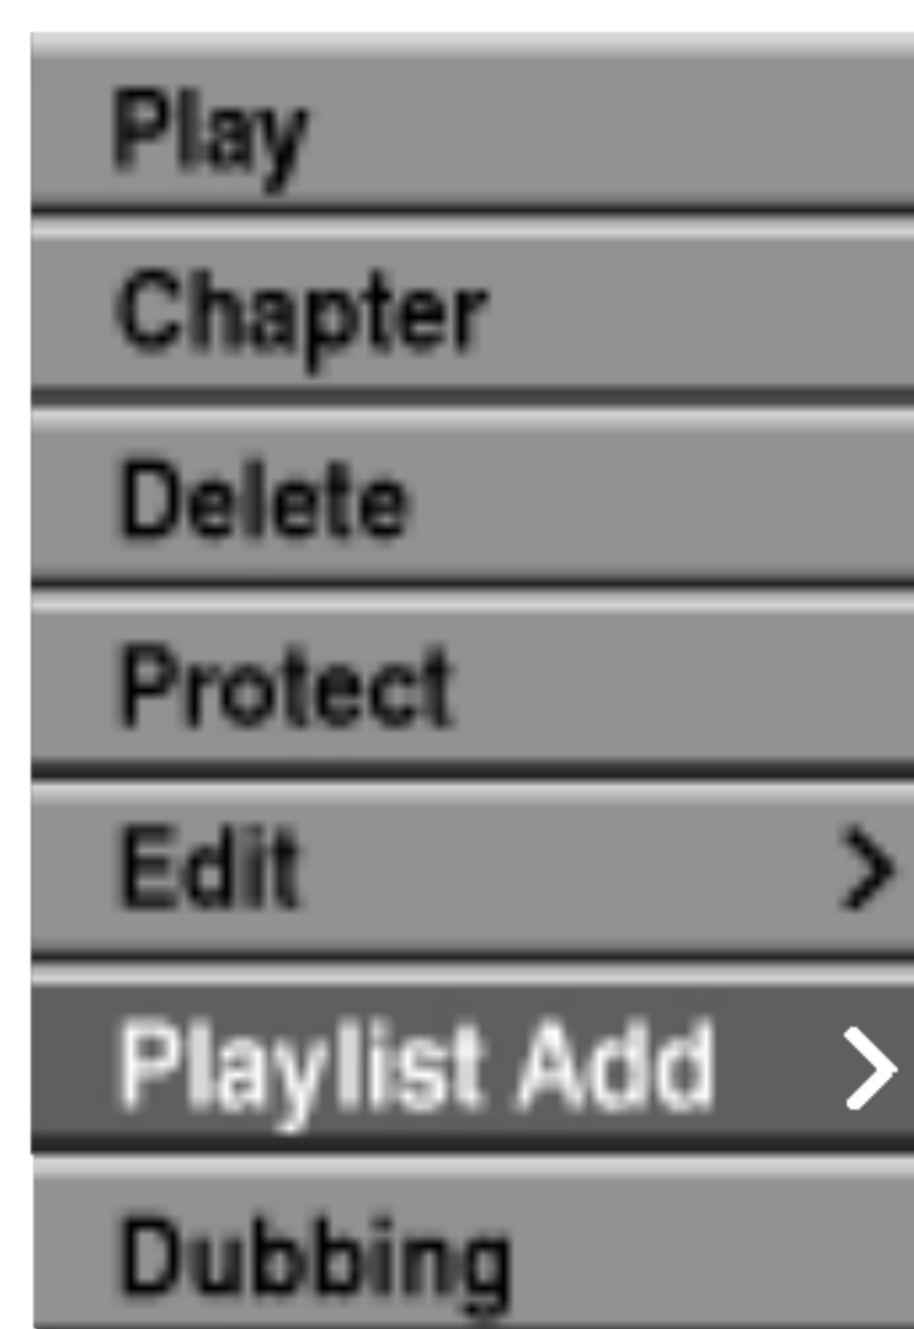 Play
Chapter
Delete
Protect
Edit >
Playlist Add >
Dubbing